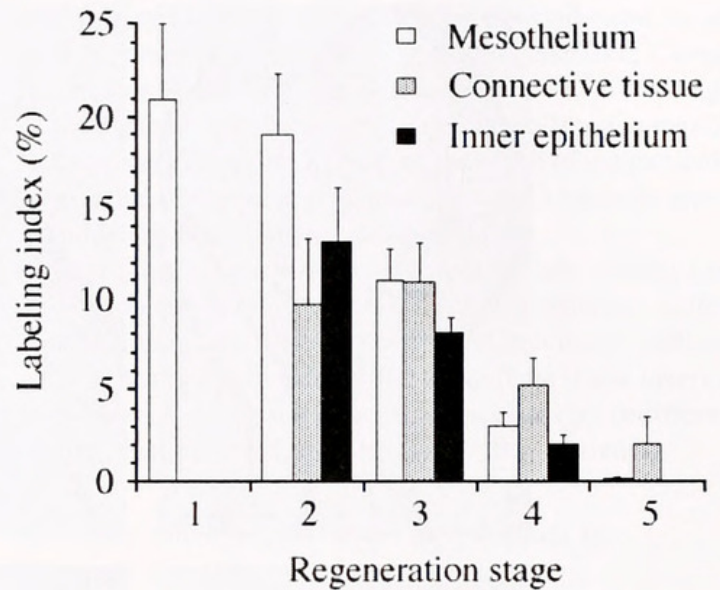 25
20
15
10
5
0
Labeling index (%)
Mesothelium
Connective tissue
Inner epithelium
1 2 3 4 5
Regeneration stage